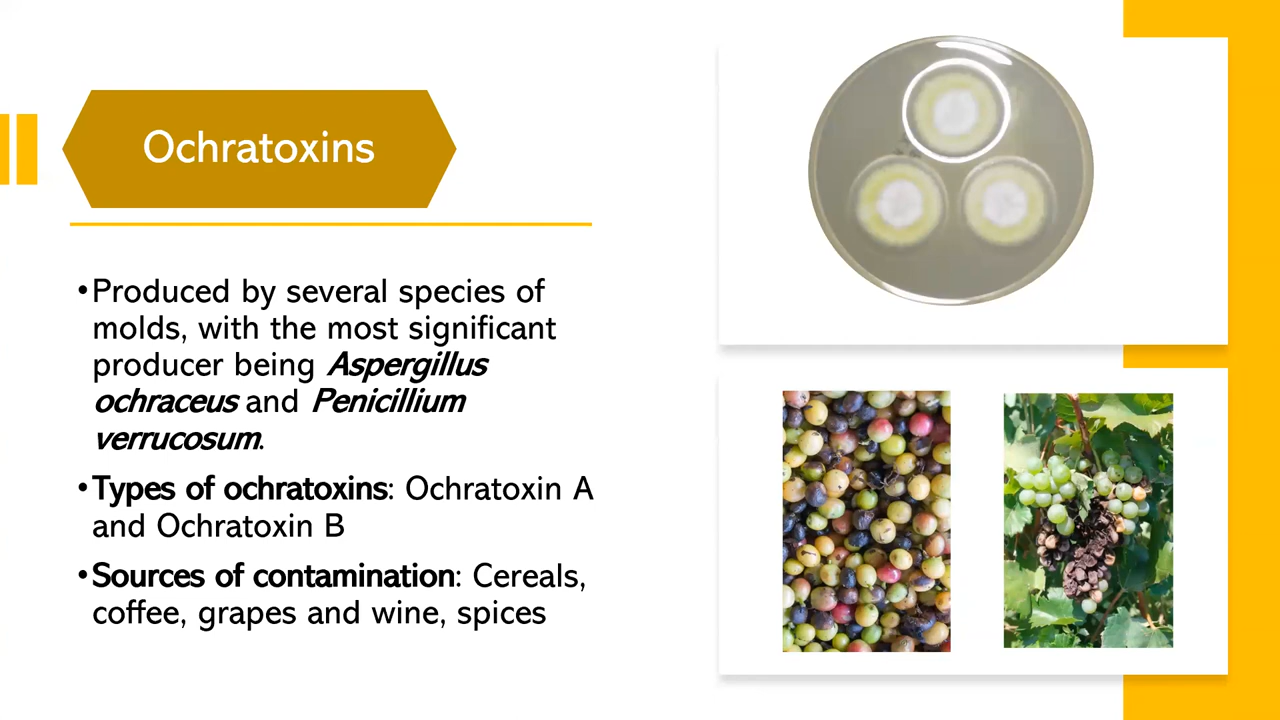 Ochratoxins
•Produced by several species of
molds, with the most significant
producer being Aspergillus
ochraceus and Penicillium
verrucosum.
•Types of ochratoxins: Ochratoxin A
and Ochratoxin B
•Sources of contamination: Cereals,
coffee, grapes and wine, spices